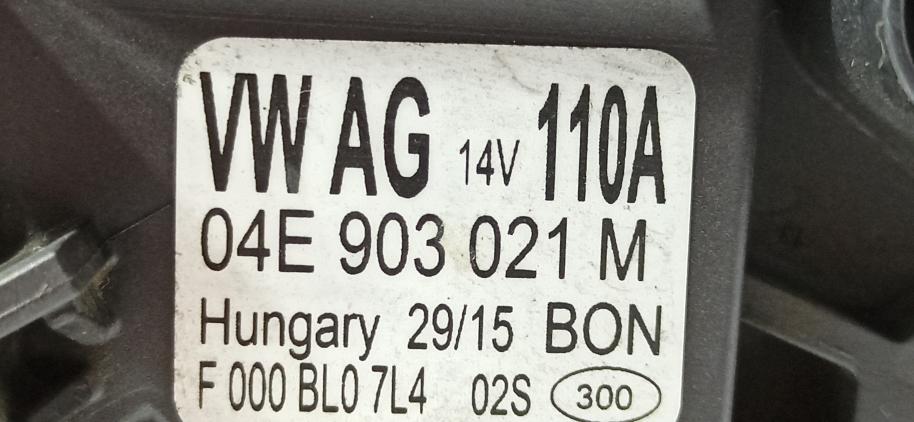 VW AG 14V 110A
04E 903 021 M
Hungary 29/15 BON
F 000 BL0 7L4 02S 300